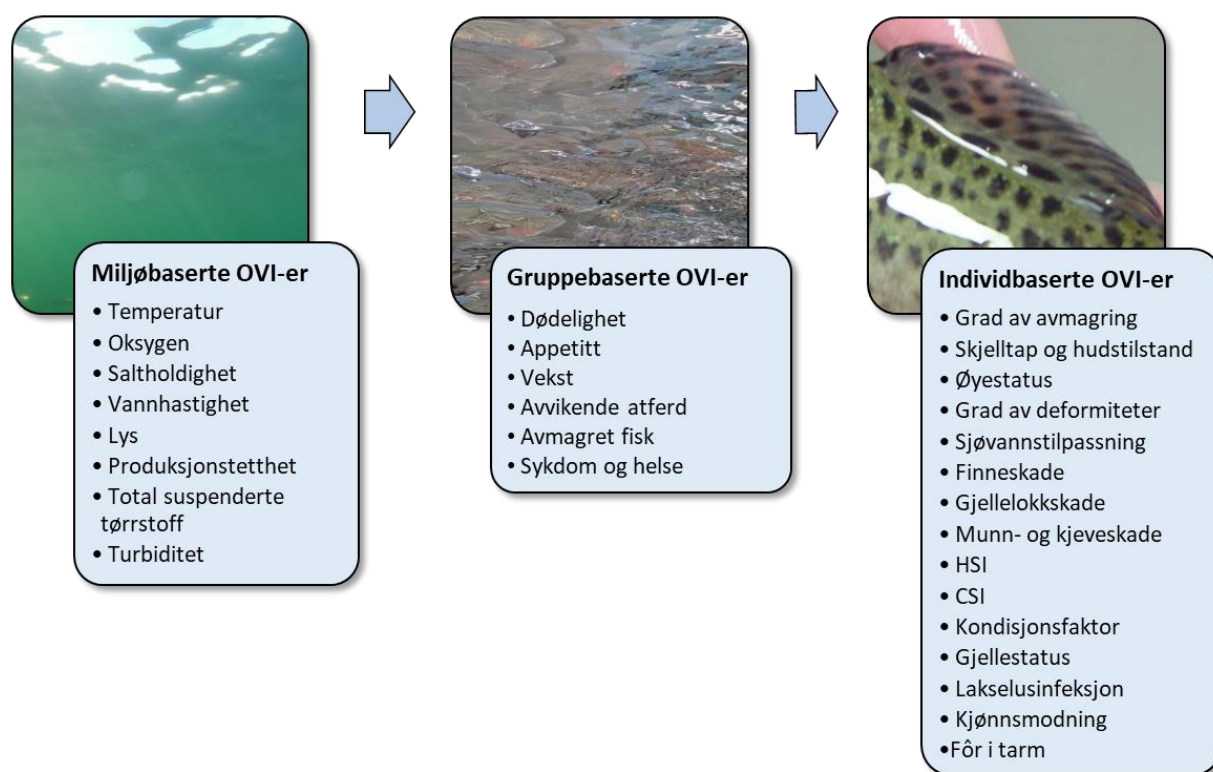 Miljøbaserte OVI-er
• Temperatur
• Oksygen
• Saltholdighet
• Vannhastighet
• Lys
• Produksjonstetthet
• Total suspenderte
tørrstoff
• Turbiditet
Gruppebaserte OVI-er
• Dødelighet
• Appetitt
• Vekst
• Avvikende atferd
• Avmagret fisk
• Sykdom og helse
Individbaserte OVI-er
• Grad av avmagring
• Skjelltap og hudstilstand
• Øyestatus
• Grad av deformiteter
• Sjøvannstilpassning
• Finneskade
• Gjellelokkskade
• Munn- og kjeveskade
• HSI
• CSI
• Kondisjonsfaktor
• Gjellestatus
• Lakselusinfeksjon
• Kjønnsmodning
•Fôr i tarm